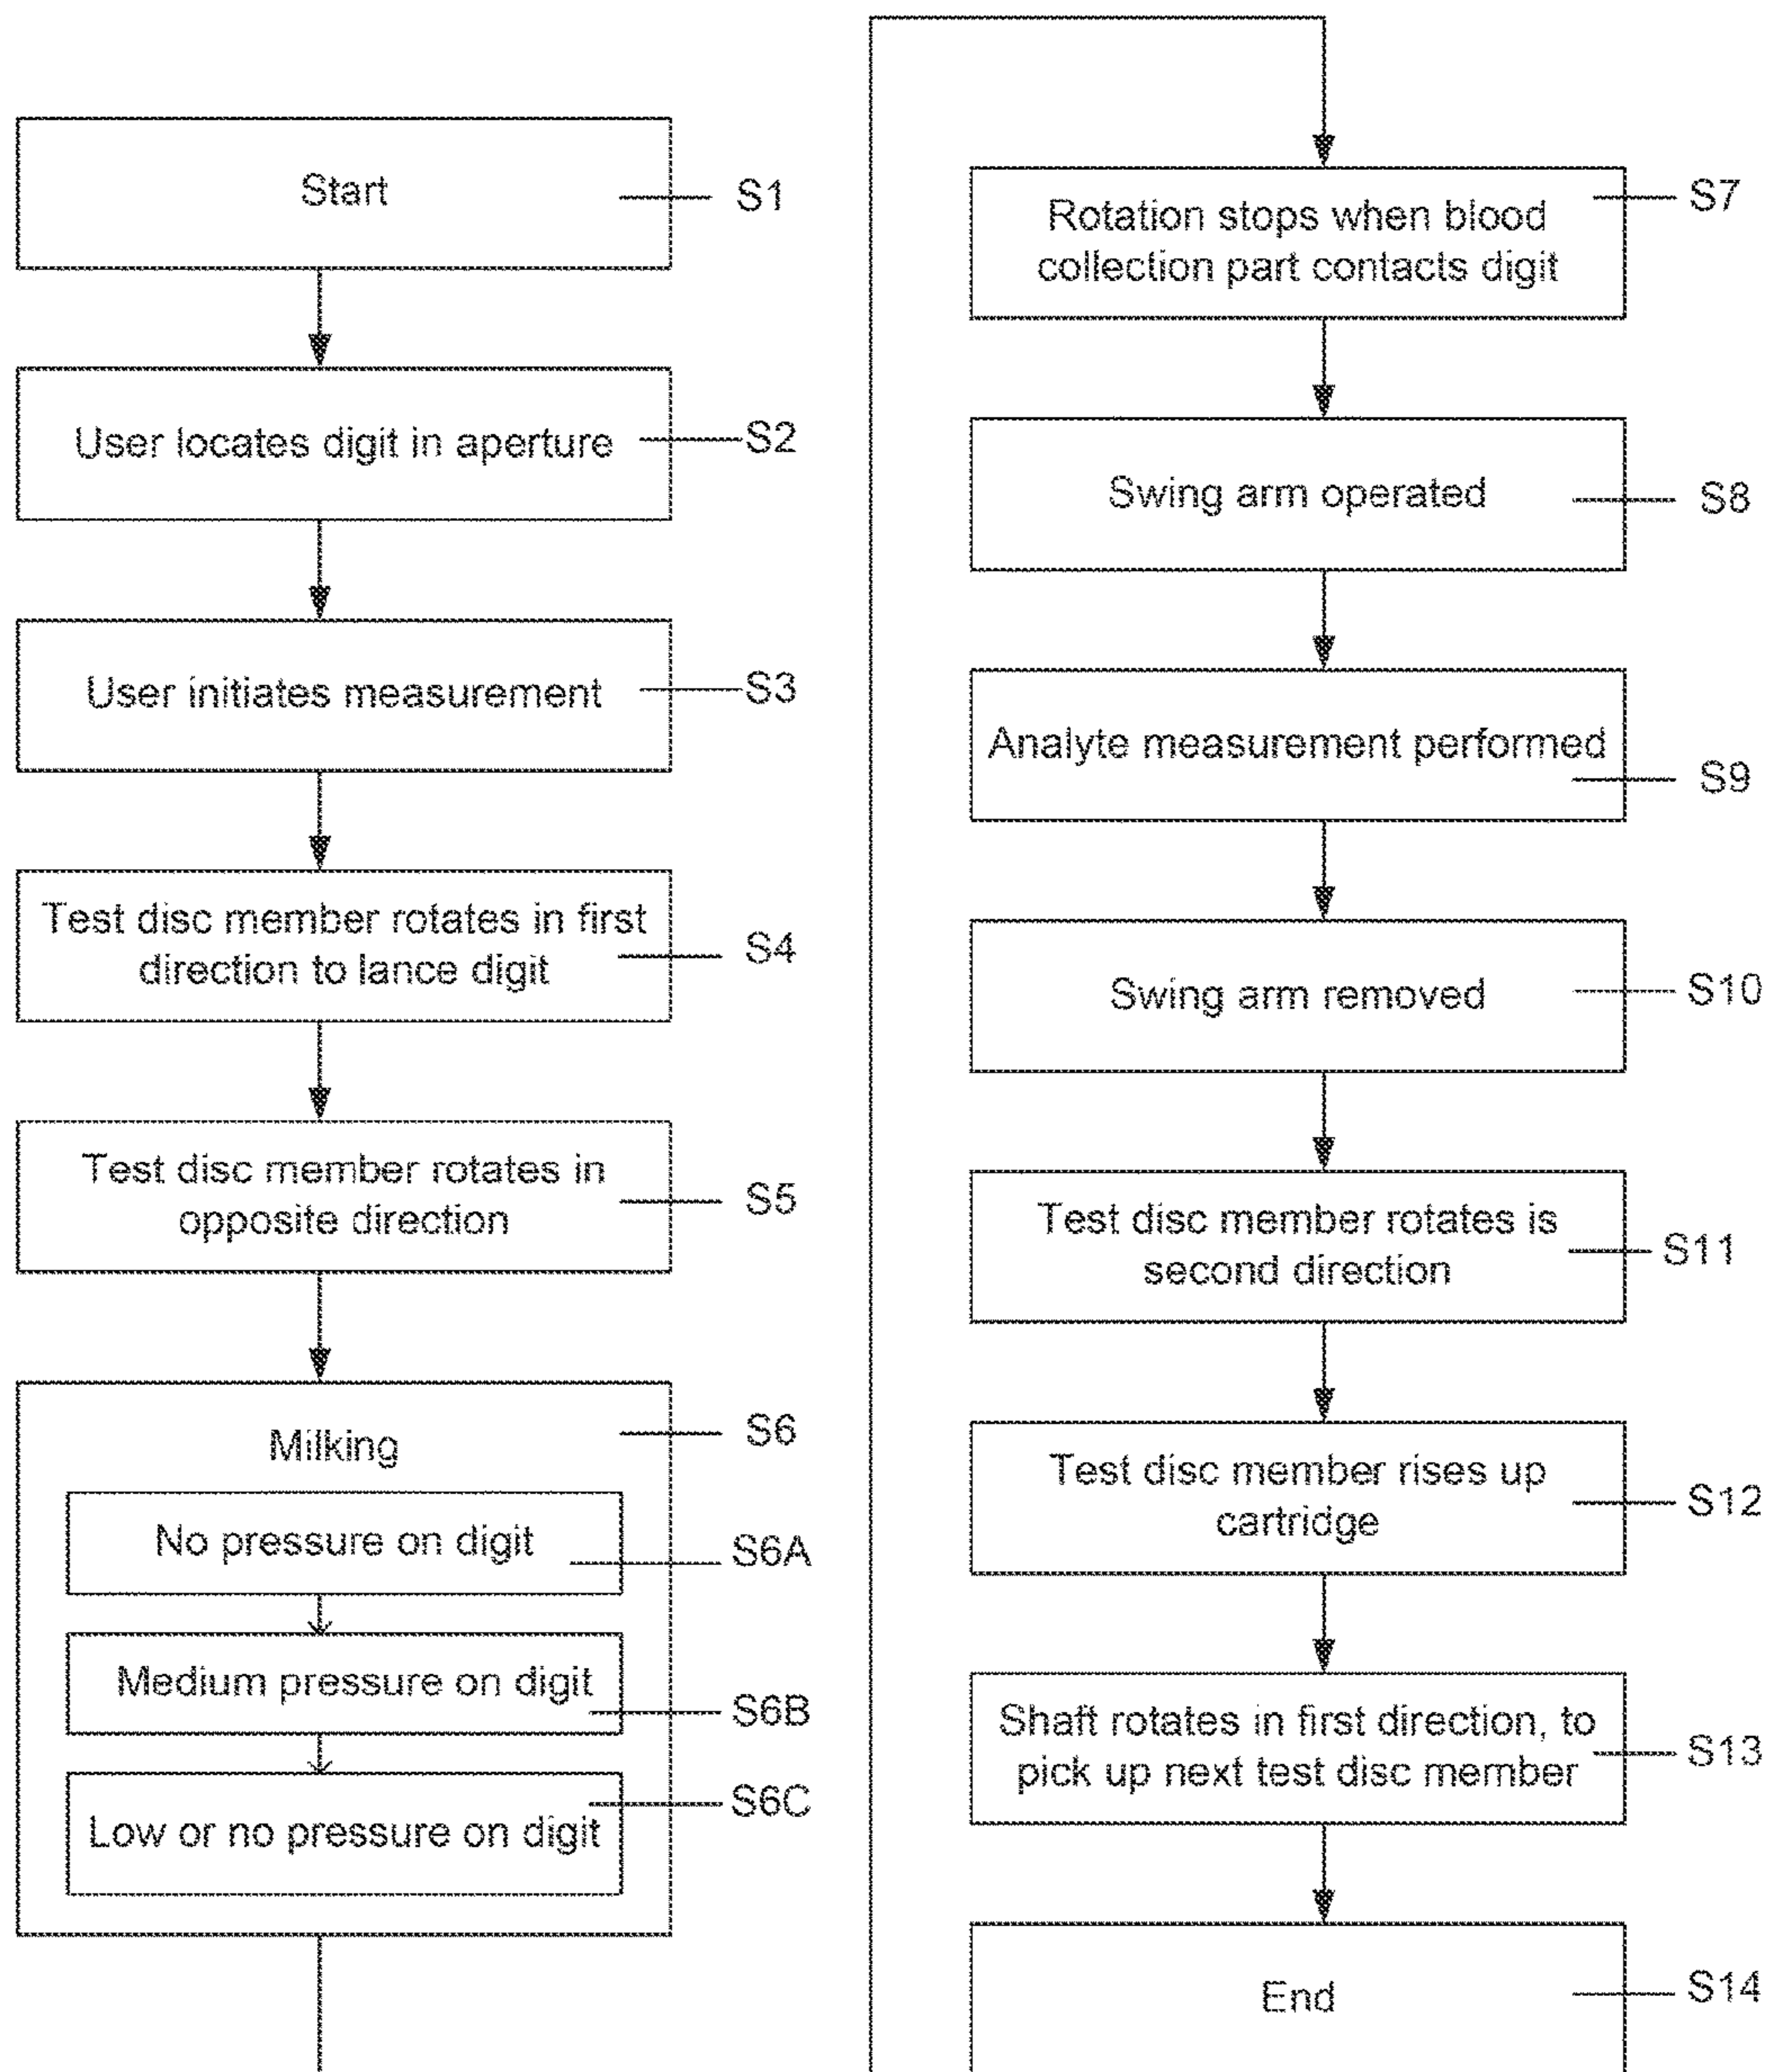 Start
S1
User locates digit in aperture
S2
User initiates measurement
S3
Test disc member rotates in first
direction to lance digit
S4
Test disc member rotates in
opposite direction
S5
Milking
S6
No pressure on digit
S6A
Medium pressure on digit
S6B
Low or no pressure on digit
S6C
Rotation stops when blood
collection part contacts digit
S7
Swing arm operated
S8
Analyte measurement performed
S9
Swing arm removed
S10
Test disc member rotates is
second direction
S11
Test disc member rises up
cartridge
S12
Shaft rotates in first direction, to
pick up next test disc member
S13
End
S14